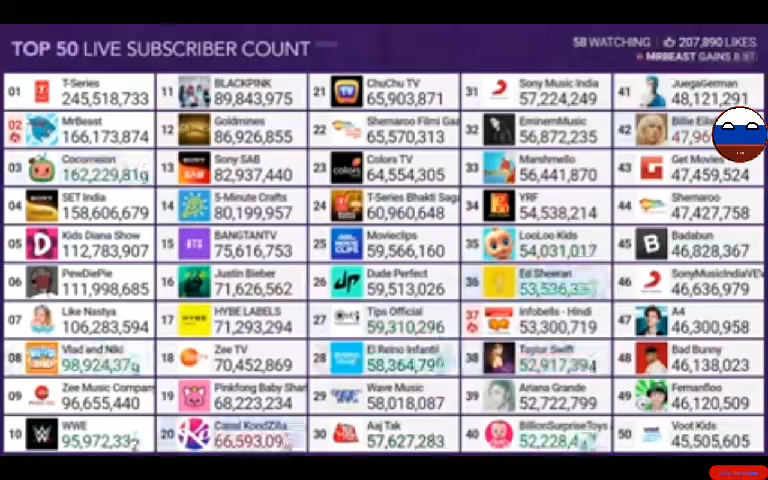 TOP 50 LIVE SUBSCRIBER COUNT
58 WATCHING 207,890 LIKES
MRBEAST GAINS
01 T-Series
245,518,733
02 MrBeast
166,173,874
03 Cocomelon
162,229,819
04 SET India
158,606,679
05 Kids Diana Show
112,783,907
06 PewDiePie
111,998,685
07 Like Nastya
106,283,594
08 Vlad and Niki
98,924,37
09 Zee Music Company
96,655,440
10 WWE
95,972,33
11 BLACKPINK
89,843,975
12 Goldmines
86,926,855
13 Sony SAB
82,937,440
14 5-Minute Crafts
80,199,957
15 BANGTANTV
75,616,753
16 Justin Bieber
71,626,562
17 HYBE LABELS
71,293,294
18 Zee TV
70,452,869
19 Pinkfong Baby Shar
68,223,234
20 Canal KondZilla
66,593,09
21 ChuChu TV
65,903,871
22 Shemaroo Filmi Gaa
65,570,313
23 Colors TV
64,554,305
24 T-Series Bhakti Saga
60,960,648
25 Movieclips
59,566,160
26 Dude Perfect
59,513,026
27 Tips Official
59,310,296
28 El Reino Infantil
58,364,79
29 Wave Music
58,018,087
30 Aaj Tak
57,627,283
31 Sony Music India
57,224,249
32 EminemMusic
56,872,235
33 Marshmello
56,441,870
34 YRF
54,538,214
35 LooLoo Kids
54,031,017
36 Ed Sheeran
53,536,33
37 Infobells - Hindi
53,300,719
38 Taylor Swift
52,917,394
39 Ariana Grande
52,722,799
40 BillionSurpriseToys
52,228,4
41 JuegaGerman
48,121,291
42 Billie Eilis
47,96
43 Get Movies
47,459,524
44 Shemaroo
47,427,758
45 Badabun
46,828,367
46 SonyMusicIndiaVEV
46,636,979
47 A4
46,300,958
48 Bad Bunny
46,138,023
49 Fernanfloo
46,120,509
50 Voot Kids
45,505,605